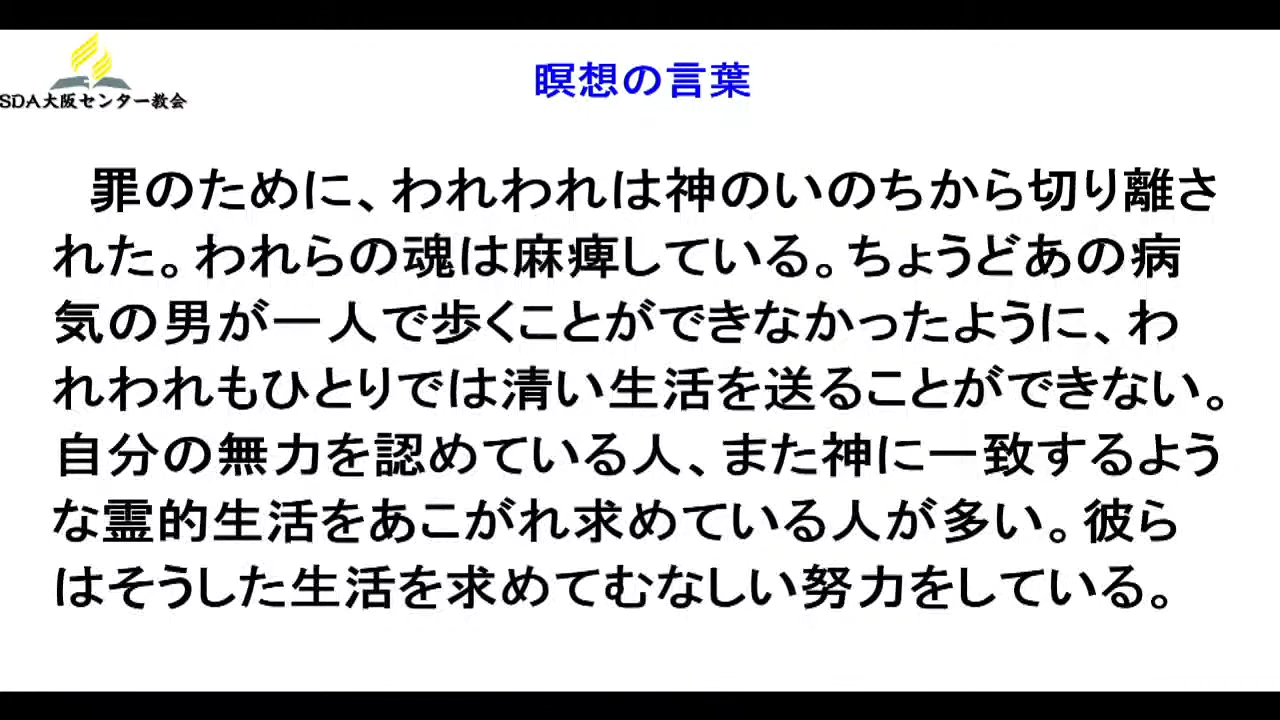 瞑想の言葉
SDA大阪センター教会
罪のために、われわれは神のいのちから切り離さ
れた。われらの魂は麻痺している。ちょうどあの病
気の男が一人で歩くことができなかったように、わ
れわれもひとりでは清い生活を送ることができない。
自分の無力を認めている人、また神に一致するよう
な霊的生活をあこがれ求めている人が多い。彼ら
はそうした生活を求めてむなしい努力をしている。